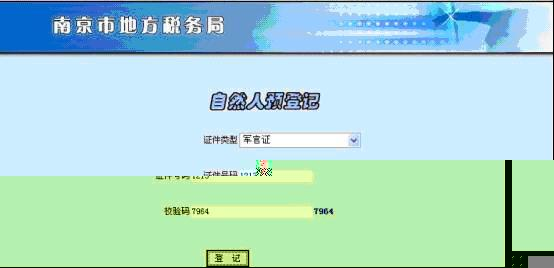 南京市地方税务局
自然人预登记
证件类型 军官证
证件号码
校验码 7964 7964
登 记